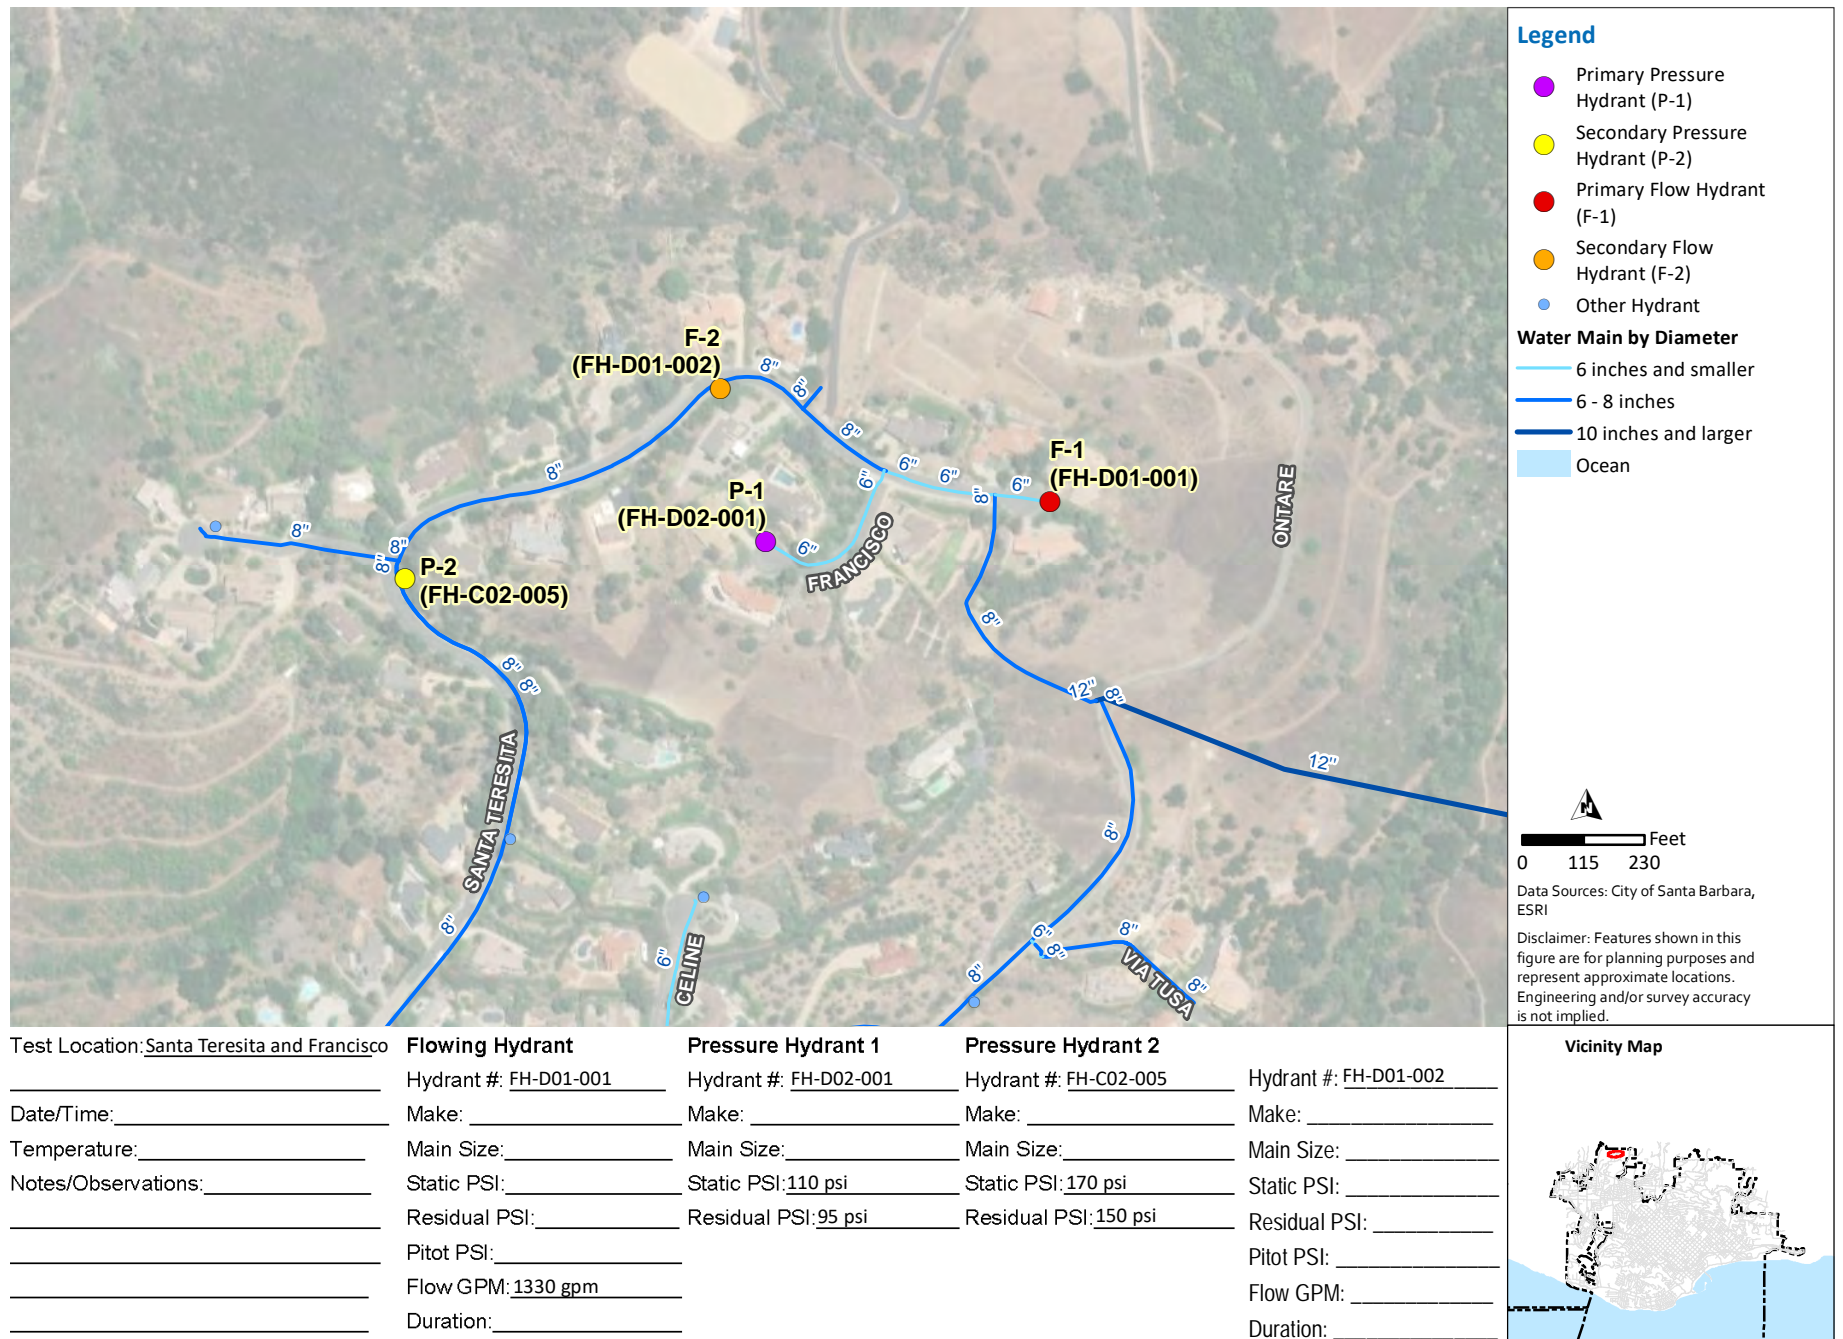 F-2
(FH-D01-002)
8"
8"
8"
8"
F-1
(FH-D01-001)
6"
6"
6"
6"
8"
P-1
(FH-D02-001)
6"
FRANCISCO
ONTARE
8"
8"
8"
P-2
(FH-C02-005)
8"
8"
8"
12"
8"
12"
SANTA TERESITA
8"
8"
CELINE
6"
6"
8"
8"
8"
VIA TUSA
8"
Legend
Primary Pressure
Hydrant (P-1)
Secondary Pressure
Hydrant (P-2)
Primary Flow Hydrant
(F-1)
Secondary Flow
Hydrant (F-2)
Other Hydrant
Water Main by Diameter
6 inches and smaller
6 - 8 inches
10 inches and larger
Ocean
N
Feet
0 115 230
Data Sources: City of Santa Barbara,
ESRI
Disclaimer: Features shown in this
figure are for planning purposes and
represent approximate locations.
Engineering and/or survey accuracy
is not implied.
Vicinity Map
Test Location: Santa Teresita and Francisco
Date/Time:
Temperature:
Notes/Observations:
Flowing Hydrant
Hydrant #: FH-D01-001
Make:
Main Size:
Static PSI:
Residual PSI:
Pitot PSI:
Flow GPM: 1330 gpm
Duration:
Pressure Hydrant 1
Hydrant #: FH-D02-001
Make:
Main Size:
Static PSI: 110 psi
Residual PSI: 95 psi
Pressure Hydrant 2
Hydrant #: FH-C02-005
Make:
Main Size:
Static PSI: 170 psi
Residual PSI: 150 psi
Hydrant #: FH-D01-002
Make:
Main Size:
Static PSI:
Residual PSI:
Pitot PSI:
Flow GPM:
Duration: